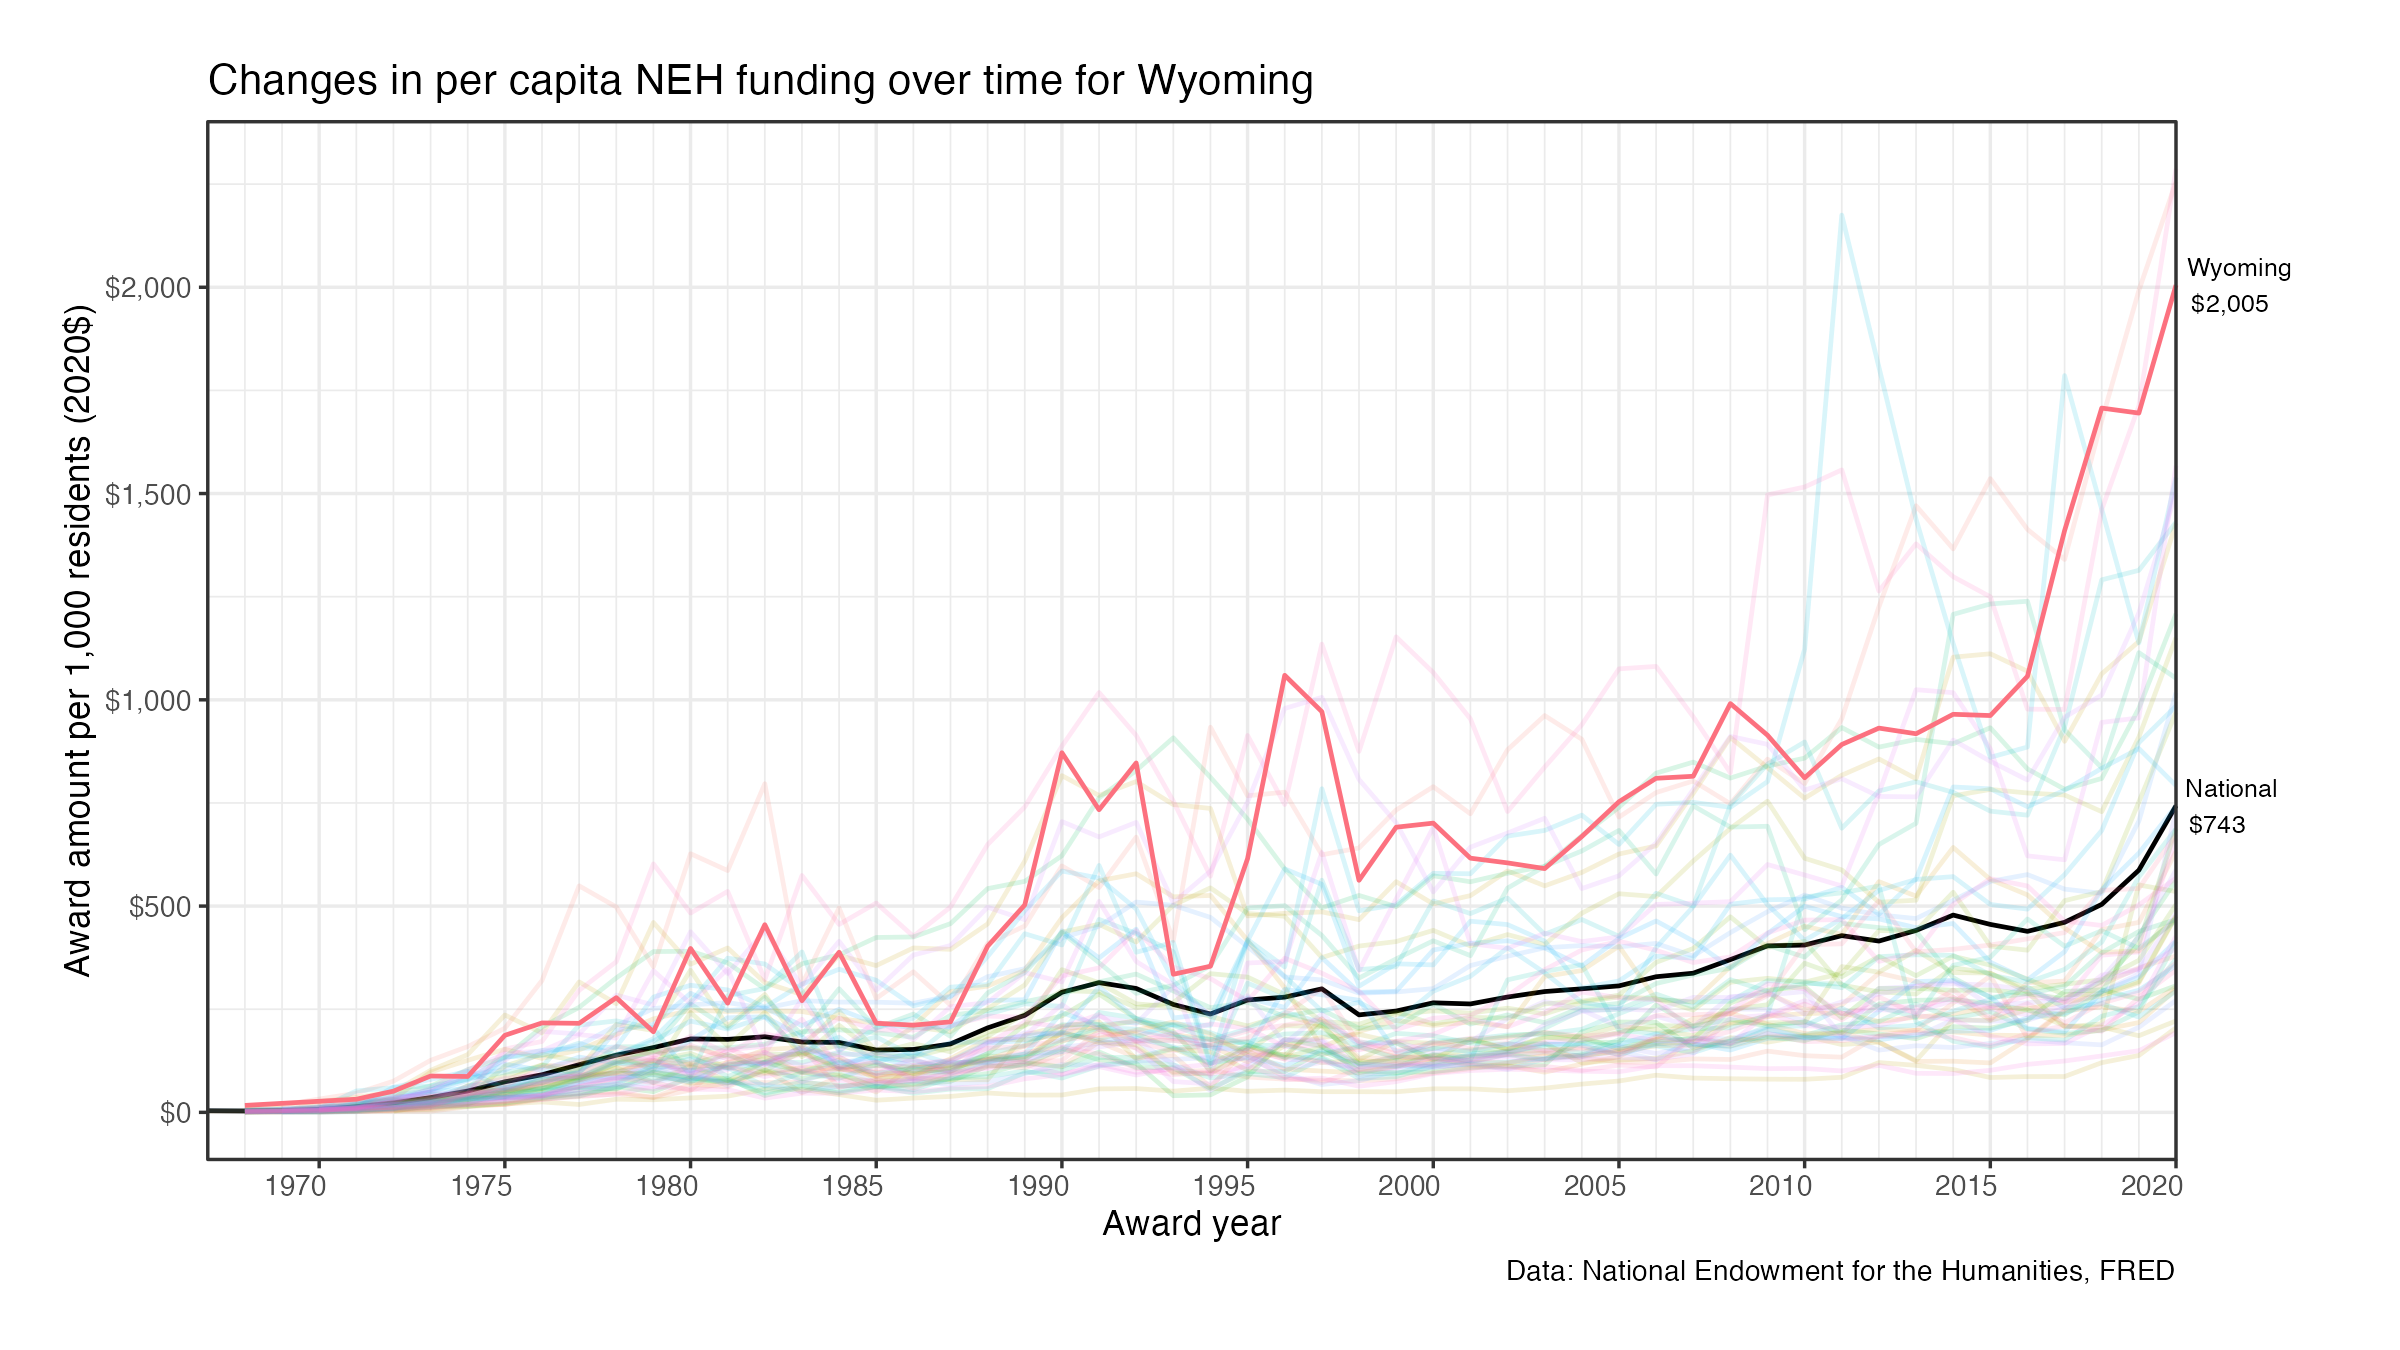 Changes in per capita NEH funding over time for Wyoming
Award amount per 1,000 residents (2020$)
$2,000
$1,500
$1,000
$500
$0
Wyoming
$2,005
National
$743
1970 1975 1980 1985 1990 1995 2000 2005 2010 2015 2020
Award year
Data: National Endowment for the Humanities, FRED